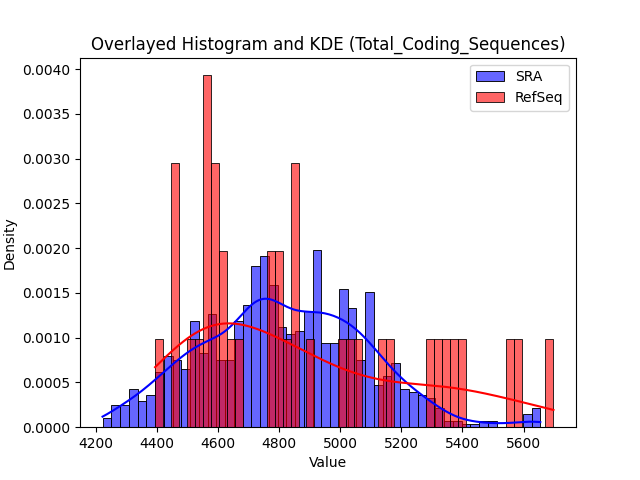 Overlayed Histogram and KDE (Total_Coding_Sequences)
SRA
RefSeq
0.0040
0.0035
0.0030
0.0025
0.0020
0.0015
0.0010
0.0005
0.0000
Density
4200 4400 4600 4800 5000 5200 5400 5600
Value